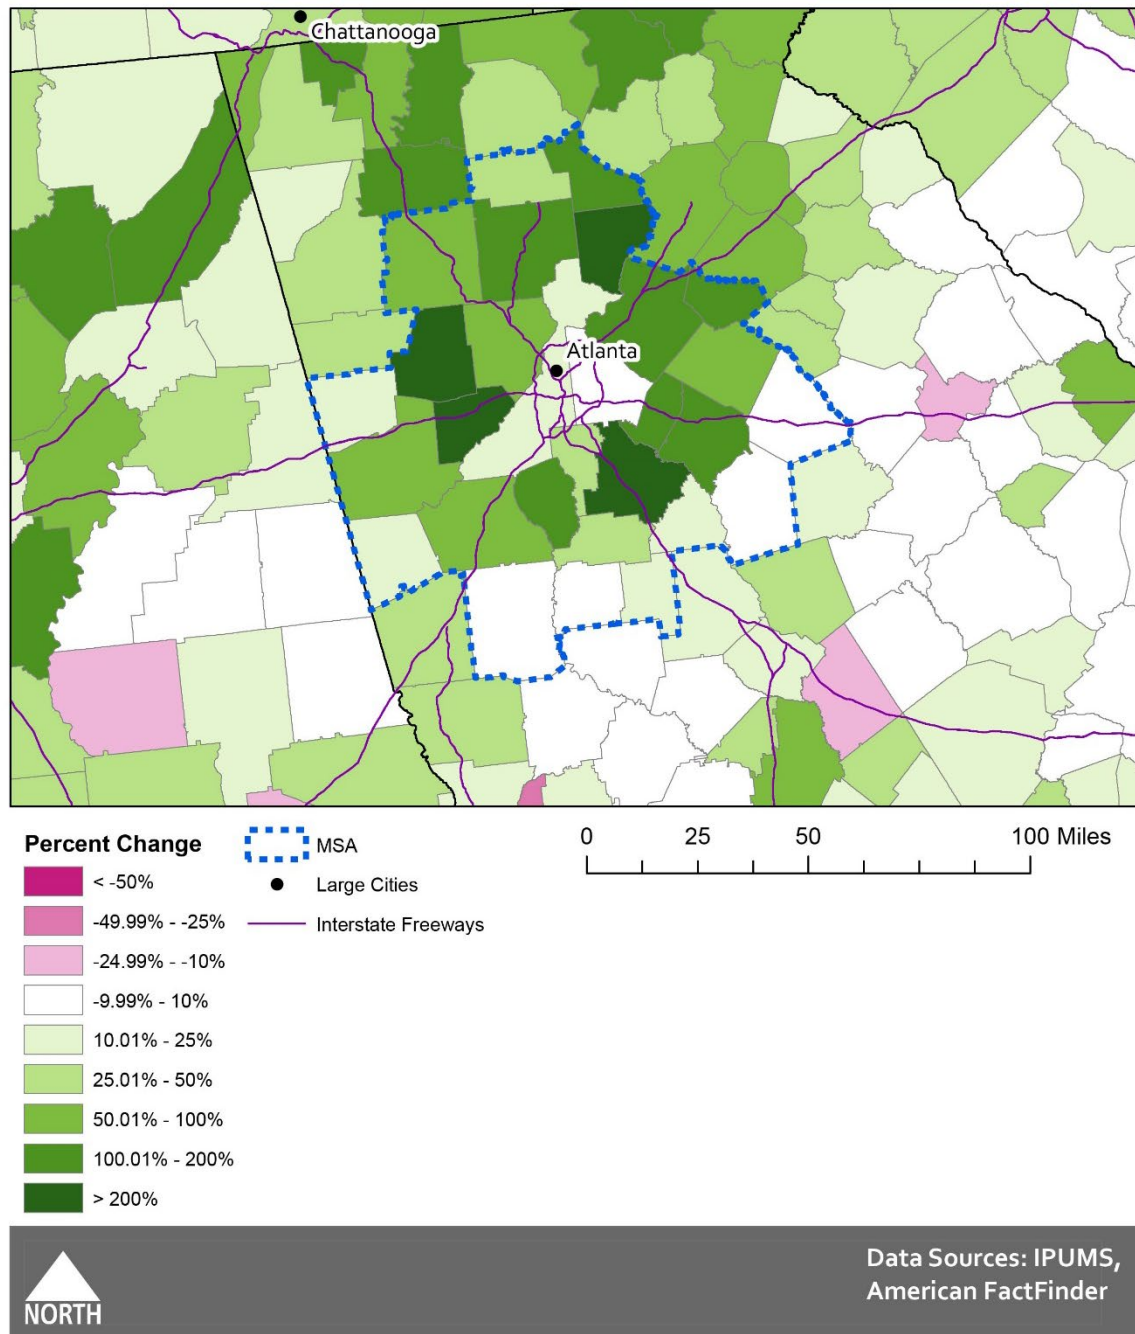 Chattanooga
Atlanta
Percent Change
< -50%
-49.99% - -25%
-24.99% - -10%
-9.99% - 10%
10.01% - 25%
25.01% - 50%
50.01% - 100%
100.01% - 200%
> 200%
MSA
Large Cities
Interstate Freeways
0 25 50 100 Miles
NORTH
Data Sources: IPUMS,
American FactFinder